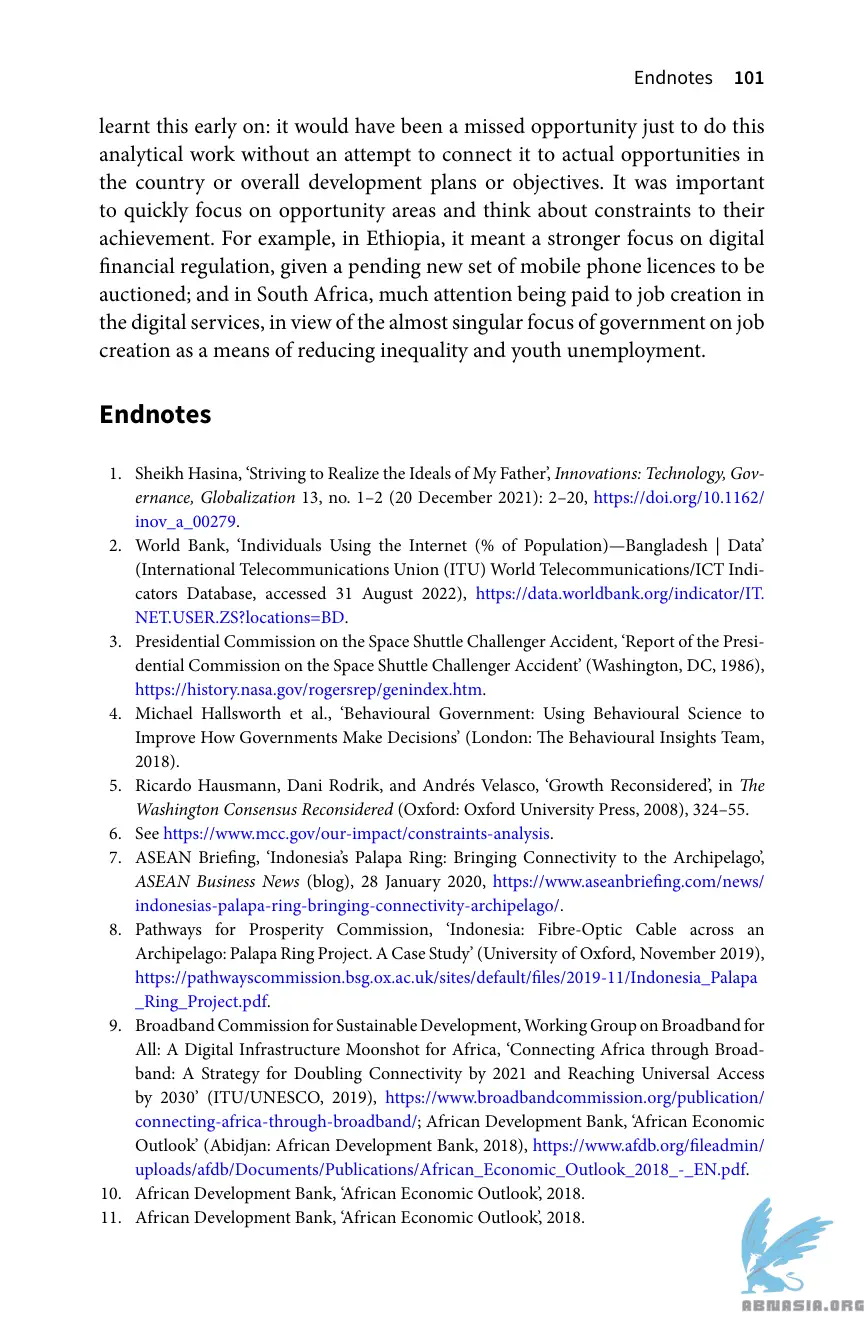 Endnotes 101
learnt this early on: it would have been a missed opportunity just to do this
analytical work without an attempt to connect it to actual opportunities in
the country or overall development plans or objectives. It was important
to quickly focus on opportunity areas and think about constraints to their
achievement. For example, in Ethiopia, it meant a stronger focus on digital
financial regulation, given a pending new set of mobile phone licences to be
auctioned; and in South Africa, much attention being paid to job creation in
the digital services, in view of the almost singular focus of government on job
creation as a means of reducing inequality and youth unemployment.
Endnotes
1. Sheikh Hasina, ‘Striving to Realize the Ideals of My Father’, Innovations: Technology, Gov-
ernance, Globalization 13, no. 1–2 (20 December 2021): 2–20, https://doi.org/10.1162/
inov_a_00279.
2. World Bank, ‘Individuals Using the Internet (% of Population)—Bangladesh | Data’
(International Telecommunications Union (ITU) World Telecommunications/ICT Indi-
cators Database, accessed 31 August 2022), https://data.worldbank.org/indicator/IT.
NET.USER.ZS?locations=BD.
3. Presidential Commission on the Space Shuttle Challenger Accident, ‘Report of the Presi-
dential Commission on the Space Shuttle Challenger Accident’ (Washington, DC, 1986),
https://history.nasa.gov/rogersrep/genindex.htm.
4. Michael Hallsworth et al., ‘Behavioural Government: Using Behavioural Science to
Improve How Governments Make Decisions’ (London: The Behavioural Insights Team,
2018).
5. Ricardo Hausmann, Dani Rodrik, and Andrés Velasco, ‘Growth Reconsidered’, in The
Washington Consensus Reconsidered (Oxford: Oxford University Press, 2008), 324–55.
6. See https://www.mcc.gov/our-impact/constraints-analysis.
7. ASEAN Briefing, ‘Indonesia’s Palapa Ring: Bringing Connectivity to the Archipelago’,
ASEAN Business News (blog), 28 January 2020, https://www.aseanbriefing.com/news/
indonesias-palapa-ring-bringing-connectivity-archipelago/.
8. Pathways for Prosperity Commission, ‘Indonesia: Fibre-Optic Cable across an
Archipelago: Palapa Ring Project. A Case Study’ (University of Oxford, November 2019),
https://pathwayscommission.bsg.ox.ac.uk/sites/default/files/2019-11/Indonesia_Palapa
_Ring_Project.pdf.
9. Broadband Commission for Sustainable Development, Working Group on Broadband for
All: A Digital Infrastructure Moonshot for Africa, ‘Connecting Africa through Broad-
band: A Strategy for Doubling Connectivity by 2021 and Reaching Universal Access
by 2030’ (ITU/UNESCO, 2019), https://www.broadbandcommission.org/publication/
connecting-africa-through-broadband/; African Development Bank, ‘African Economic
Outlook’ (Abidjan: African Development Bank, 2018), https://www.afdb.org/fileadmin/
uploads/afdb/Documents/Publications/African_Economic_Outlook_2018_-_EN.pdf.
10. African Development Bank, ‘African Economic Outlook’, 2018.
11. African Development Bank, ‘African Economic Outlook’, 2018.
ABNASIA.ORG